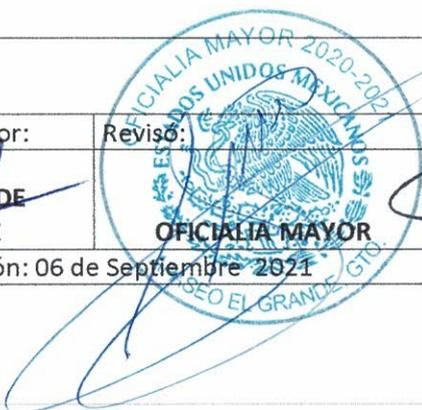 OFICIALIA MAYOR 2020-2021
ESTADOS UNIDOS MEXICANOS
or: Revisó:
DE
OFICIALIA MAYOR
ón: 06 de Septiembre 2021
SEO EL GRANDE GTO.